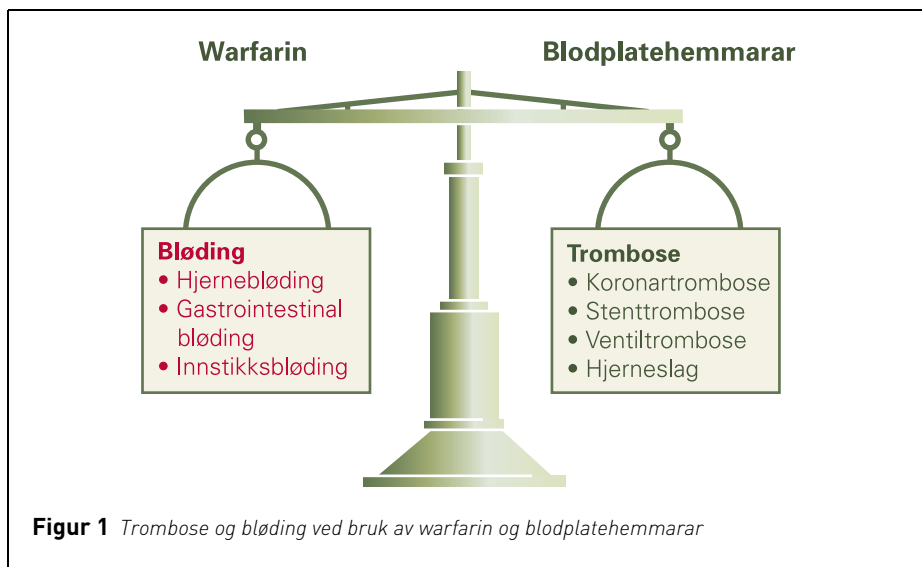 Warfarin
Blodplatehemmarar
Bløding
• Hjernebløding
• Gastrointestinal
bløding
• Innstikksbløding
Trombose
• Koronartrombose
• Stenttrombose
• Ventiltrombose
• Hjerneslag
Figur 1 Trombose og bløding ved bruk av warfarin og blodplatehemmarar